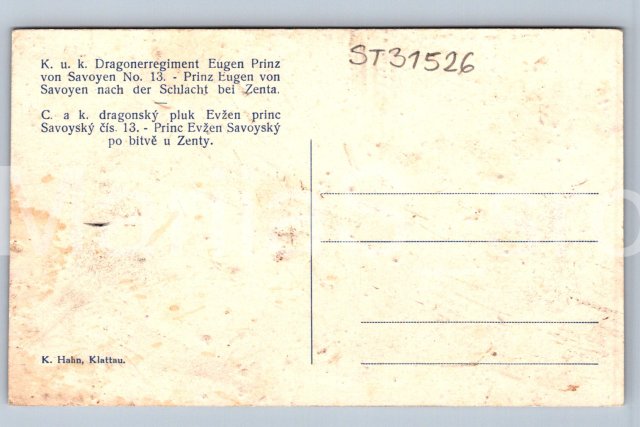 K. u. k. Dragonerregiment Eugen Prinz
von Savoyen No. 13. - Prinz Eugen von
Savoyen nach der Schlacht bei Zenta.
C. a k. dragonský pluk Evžen princ
Savoyský čís. 13. - Princ Evžen Savoyský
po bitvě u Zenty.
ST31526
K. Hahn, Klattau.